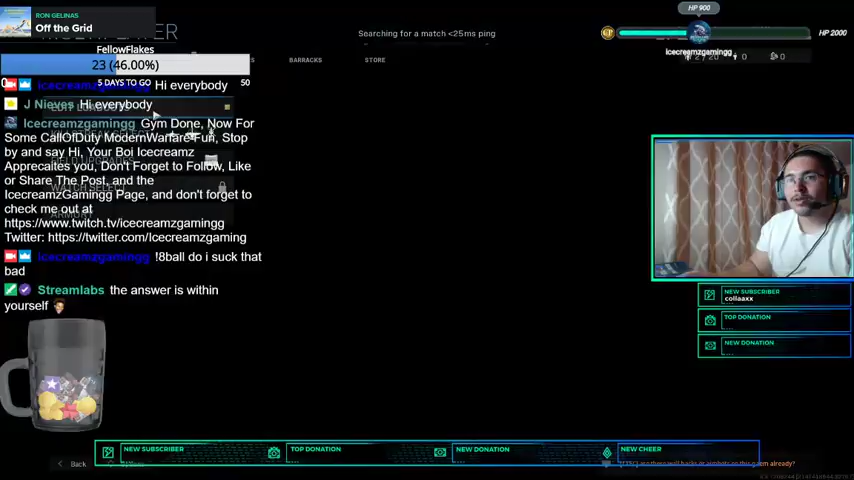 RON GELINAS
Off the Grid
FellowFlakes
23 (46.00%)
0
5 DAYS TO GO
50
Searching for a match <25ms ping
BARRACKS
STORE
HP 900
HP 2000
icecreamzgamingg
icecreamzgamingg Hi everybody
J Nieves Hi everybody
Icecreamzgamingg Gym Done, Now For
Some CallOfDuty ModernWarfare Fun, Stop
by and say Hi, Your Boi Icecreamz
Apprecaites you, Don't Forget to Follow, Like
or Share The Post, and the
IcecreamzGamingg Page, and don't forget to
check me out at
https://www.twitch.tv/icecreamzgamingg
Twitter: https://twitter.com/Icecreamzgaming
icecreamzgamingg !8ball do i suck that
bad
Streamlabs the answer is within
yourself
WATCH SELECT
NEW SUBSCRIBER
coliaaxx
TOP DONATION
NEW DONATION
NEW SUBSCRIBER
TOP DONATION
NEW DONATION
NEW CHEER
Back